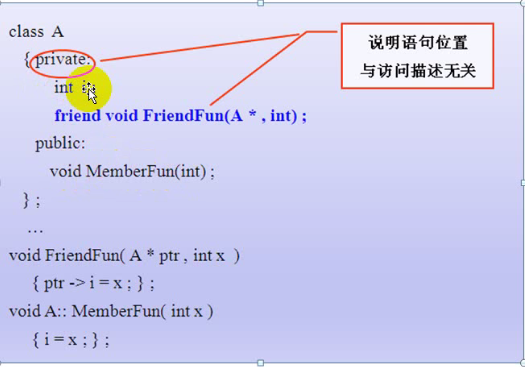 class A
{ private:
int i;
friend void FriendFun(A * , int) ;
public:
void MemberFun(int) ;
} ;
…
void FriendFun( A * ptr , int x )
{ ptr -> i = x ; } ;
void A:: MemberFun( int x )
{ i = x ; } ;
说明语句位置
与访问描述无关